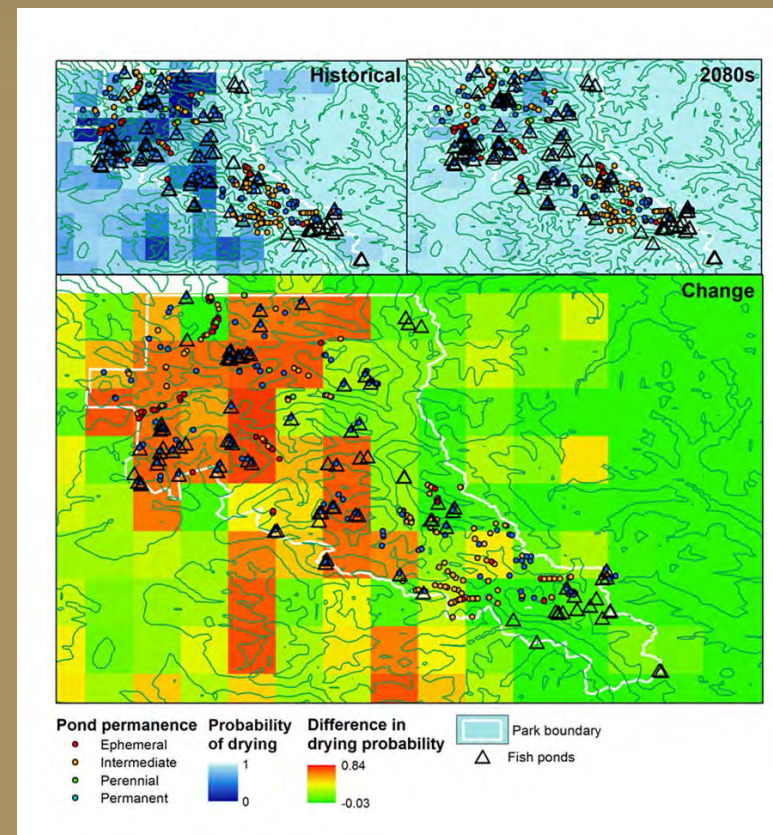 Historical
2080s
Change
Pond permanence
Ephemeral
Intermediate
Perennial
Permanent
Probability
of drying
1
0
Difference in
drying probability
0.84
-0.03
Park boundary
Fish ponds